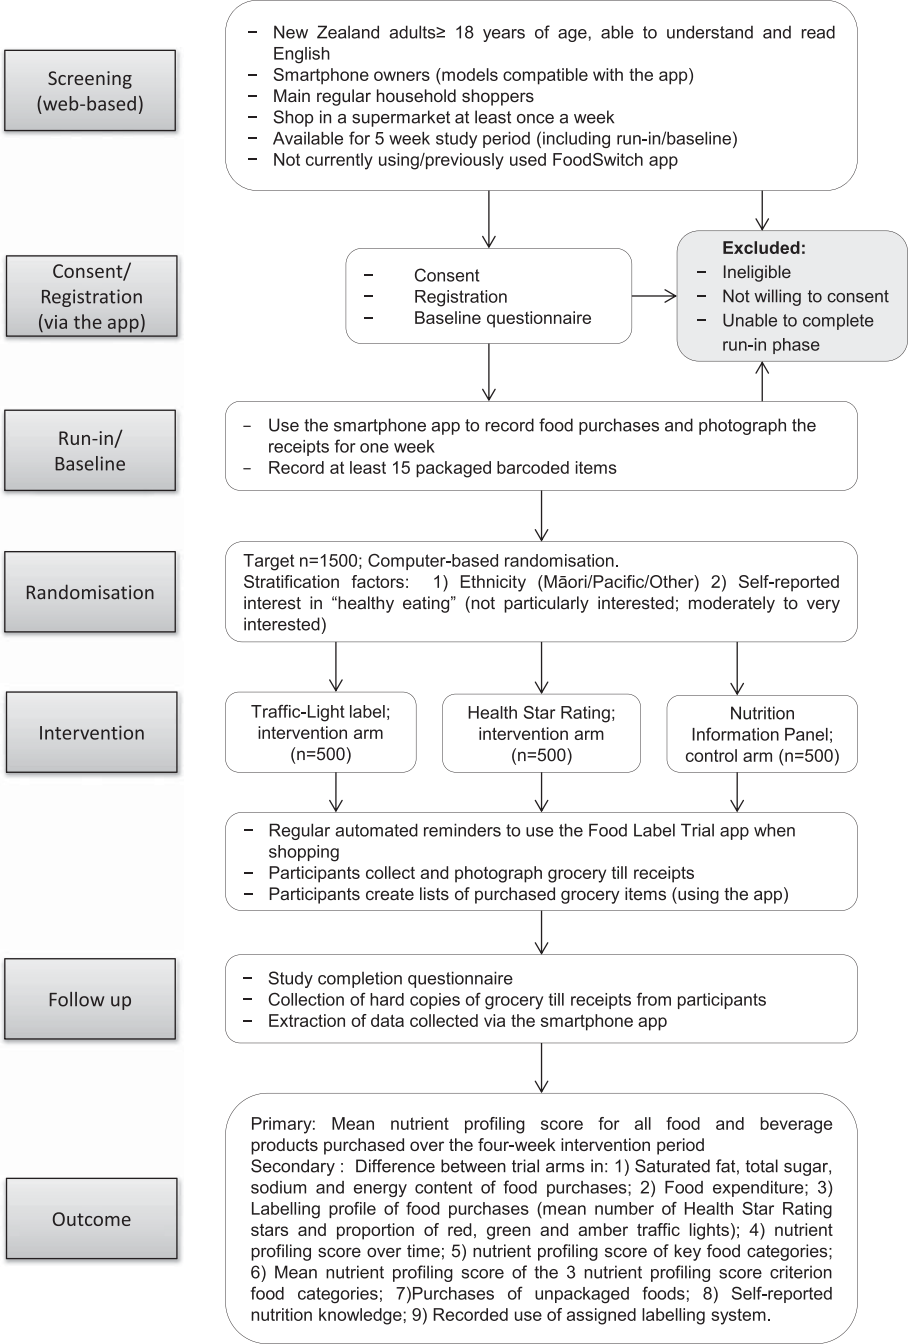 Screening
(web-based)
− New Zealand adults≥ 18 years of age, able to understand and read
English
− Smartphone owners (models compatible with the app)
− Main regular household shoppers
− Shop in a supermarket at least once a week
− Available for 5 week study period (including run-in/baseline)
− Not currently using/previously used FoodSwitch app
Consent/
Registration
(via the app)
− Consent
− Registration
− Baseline questionnaire
Excluded:
− Ineligible
− Not willing to consent
− Unable to complete
run-in phase
Run-in/
Baseline
− Use the smartphone app to record food purchases and photograph the
receipts for one week
− Record at least 15 packaged barcoded items
Randomisation
Target n=1500; Computer-based randomisation.
Stratification factors: 1) Ethnicity (Māori/Pacific/Other) 2) Self-reported
interest in “healthy eating” (not particularly interested; moderately to very
interested)
Intervention
Traffic-Light label;
intervention arm
(n=500)
Health Star Rating;
intervention arm
(n=500)
Nutrition
Information Panel;
control arm (n=500)
− Regular automated reminders to use the Food Label Trial app when
shopping
− Participants collect and photograph grocery till receipts
− Participants create lists of purchased grocery items (using the app)
Follow up
− Study completion questionnaire
− Collection of hard copies of grocery till receipts from participants
− Extraction of data collected via the smartphone app
Outcome
Primary: Mean nutrient profiling score for all food and beverage
products purchased over the four-week intervention period
Secondary : Difference between trial arms in: 1) Saturated fat, total sugar,
sodium and energy content of food purchases; 2) Food expenditure; 3)
Labelling profile of food purchases (mean number of Health Star Rating
stars and proportion of red, green and amber traffic lights); 4) nutrient
profiling score over time; 5) nutrient profiling score of key food categories;
6) Mean nutrient profiling score of the 3 nutrient profiling score criterion
food categories; 7)Purchases of unpackaged foods; 8) Self-reported
nutrition knowledge; 9) Recorded use of assigned labelling system.